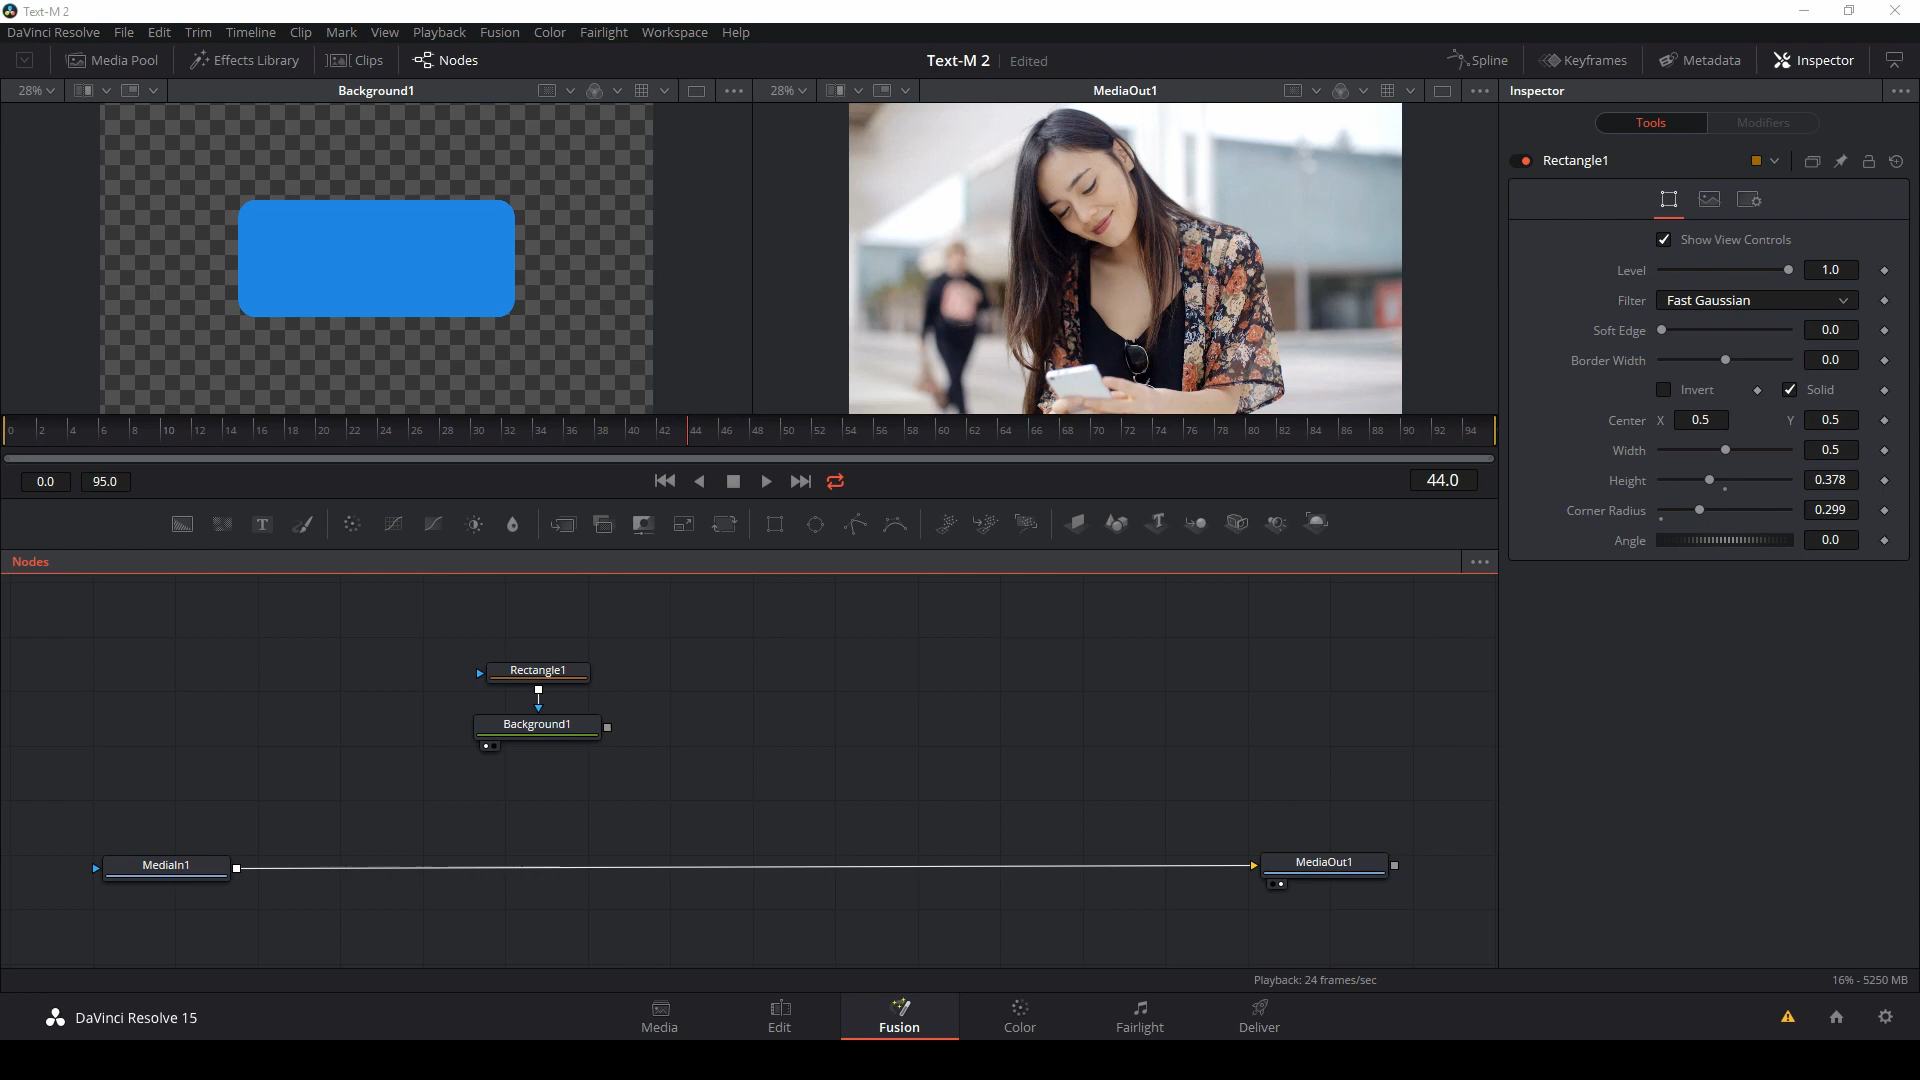 Text-M 2
DaVinci Resolve File Edit Trim Timeline Clip Mark View Playback Fusion Color Fairlight Workspace Help
Media Pool Effects Library Clips Nodes Text-M 2 Edited Spline Keyframes Metadata Inspector
28% Background1 28% MediaOut1 Inspector
Tools Modifiers
Rectangle1
Show View Controls
Level 1.0
Filter Fast Gaussian
Soft Edge 0.0
Border Width 0.0
Invert Solid
Center X 0.5 Y 0.5
Width 0.5
Height 0.378
Corner Radius 0.299
Angle 0.0
0 2 4 6 8 10 12 14 16 18 20 22 24 26 28 30 32 34 36 38 40 42 44 46 48 50 52 54 56 58 60 62 64 66 68 70 72 74 76 78 80 82 84 86 88 90 92 94
0.0 95.0 44.0
Nodes
Rectangle1
Background1
MediaIn1 MediaOut1
Playback: 24 frames/sec 16% - 5250 MB
DaVinci Resolve 15 Media Edit Fusion Color Fairlight Deliver